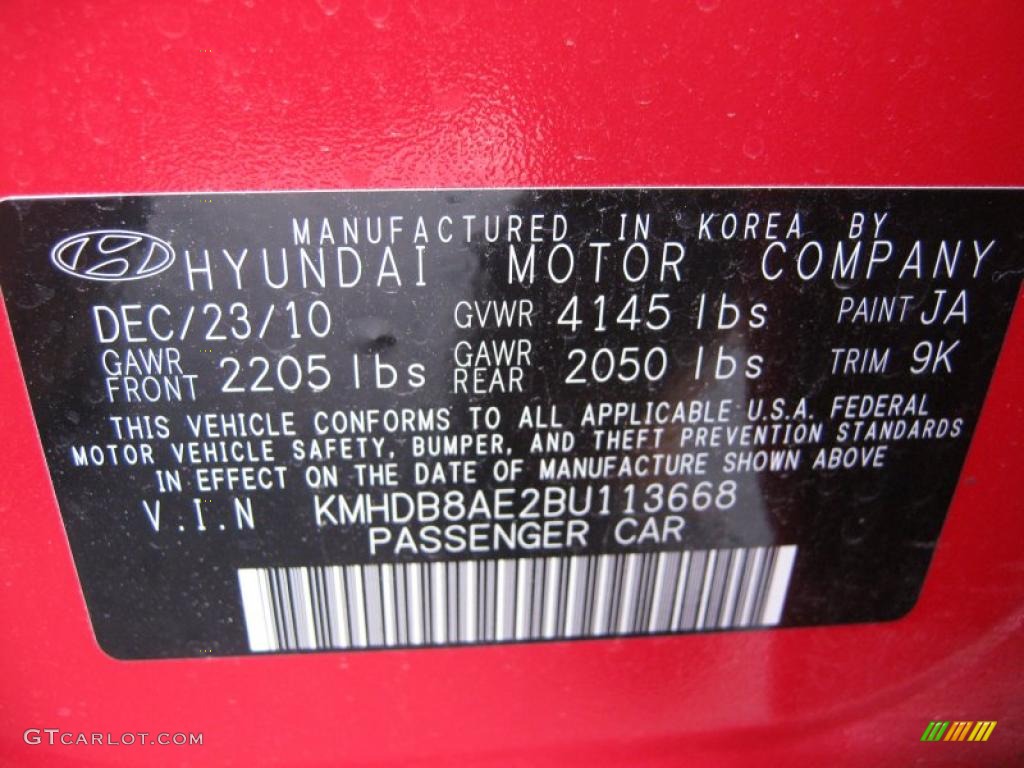 MANUFACTURED IN KOREA BY
HYUNDAI MOTOR COMPANY
DEC/23/10 GVWR 4145 lbs PAINT JA
GAWR FRONT 2205 lbs GAWR REAR 2050 lbs TRIM 9K
THIS VEHICLE CONFORMS TO ALL APPLICABLE U.S.A. FEDERAL
MOTOR VEHICLE SAFETY, BUMPER, AND THEFT PREVENTION STANDARDS
IN EFFECT ON THE DATE OF MANUFACTURE SHOWN ABOVE
V.I.N KMHDB8AE2BU113668
PASSENGER CAR
GTCARLOT.COM